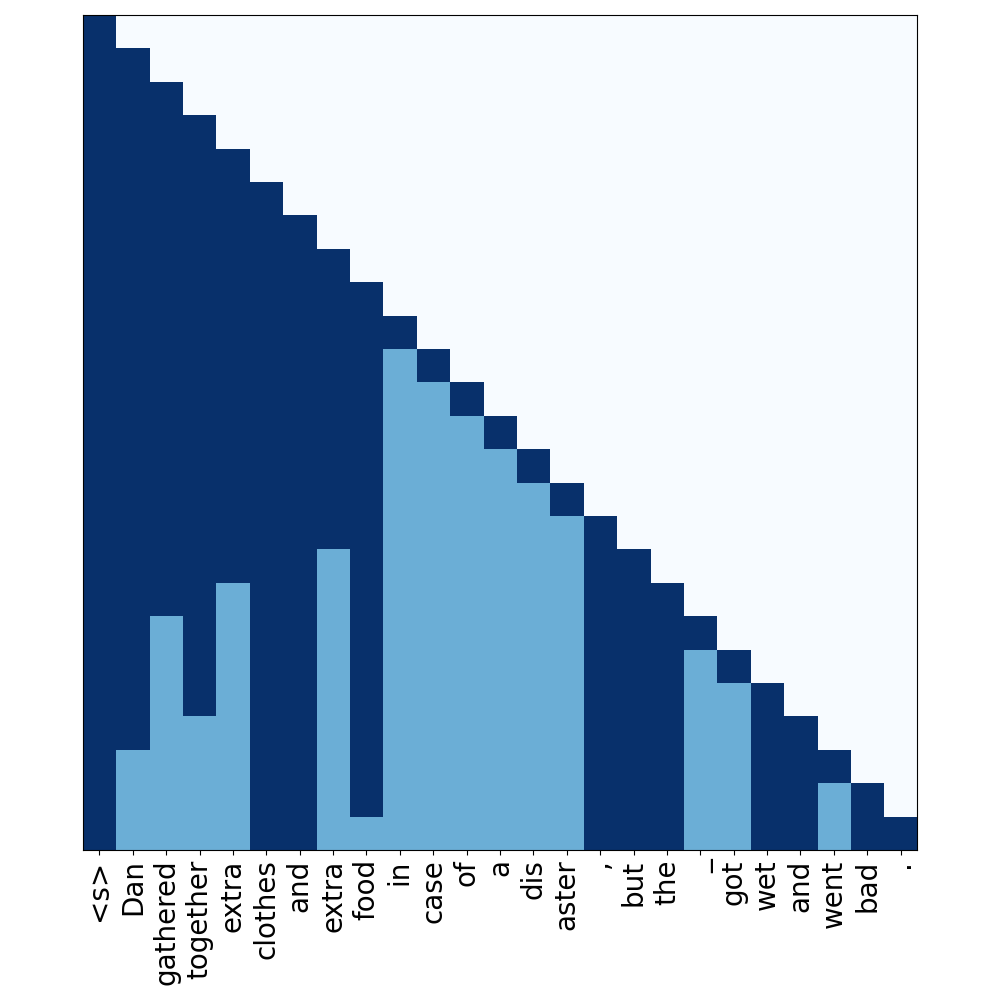 <s> Dan gathered together extra clothes and extra food in case of a dis aster , but the _ got wet and went bad .